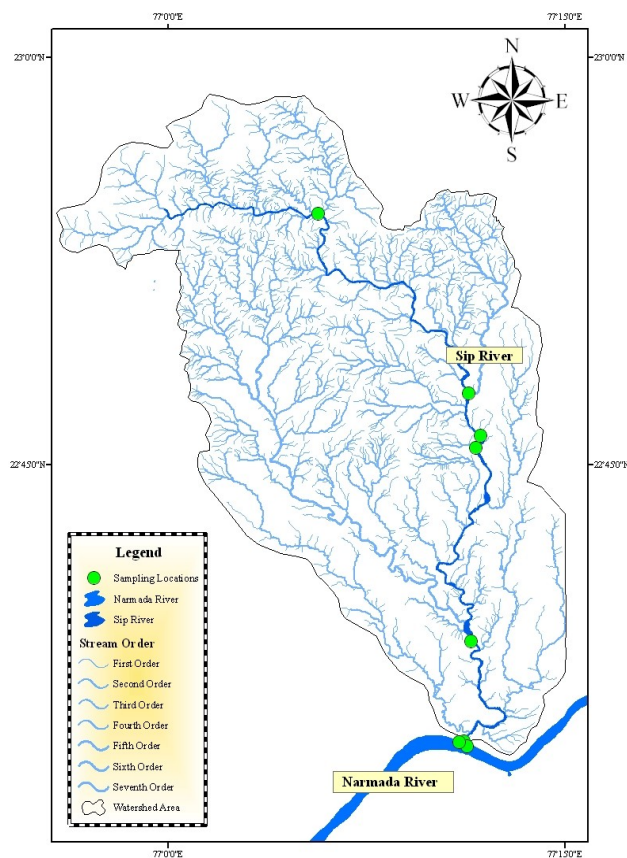 77°0'0"E
77°15'0"E
23°0'0"N
23°0'0"N
N
W
E
S
Sip River
22°45'0"N
22°45'0"N
Legend
Sampling Locations
Narmada River
Sip River
Stream Order
First Order
Second Order
Third Order
Fourth Order
Fifth Order
Sixth Order
Seventh Order
Watershed Area
Narmada River
77°0'0"E
77°15'0"E